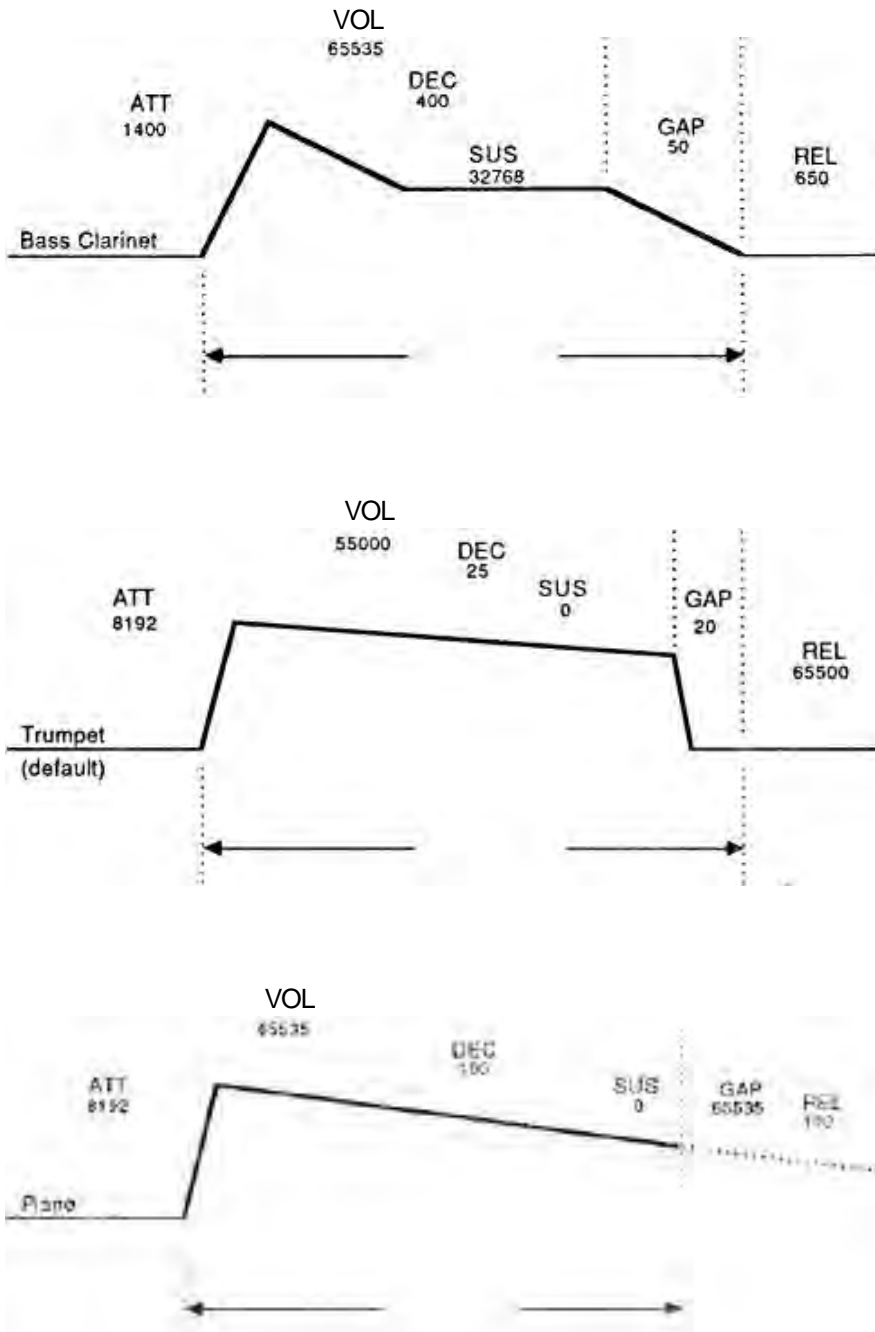 VOL
65535
DEC
400
ATT
1400
GAP
50
SUS
32768
REL
650
Bass Clarinet
VOL
55000
DEC
25
SUS
0
ATT
8192
GAP
20
REL
65500
Trumpet
(default)
VOL
65535
DEC
ATT
8192
SUS
0
GAP
65535
REL
Piano